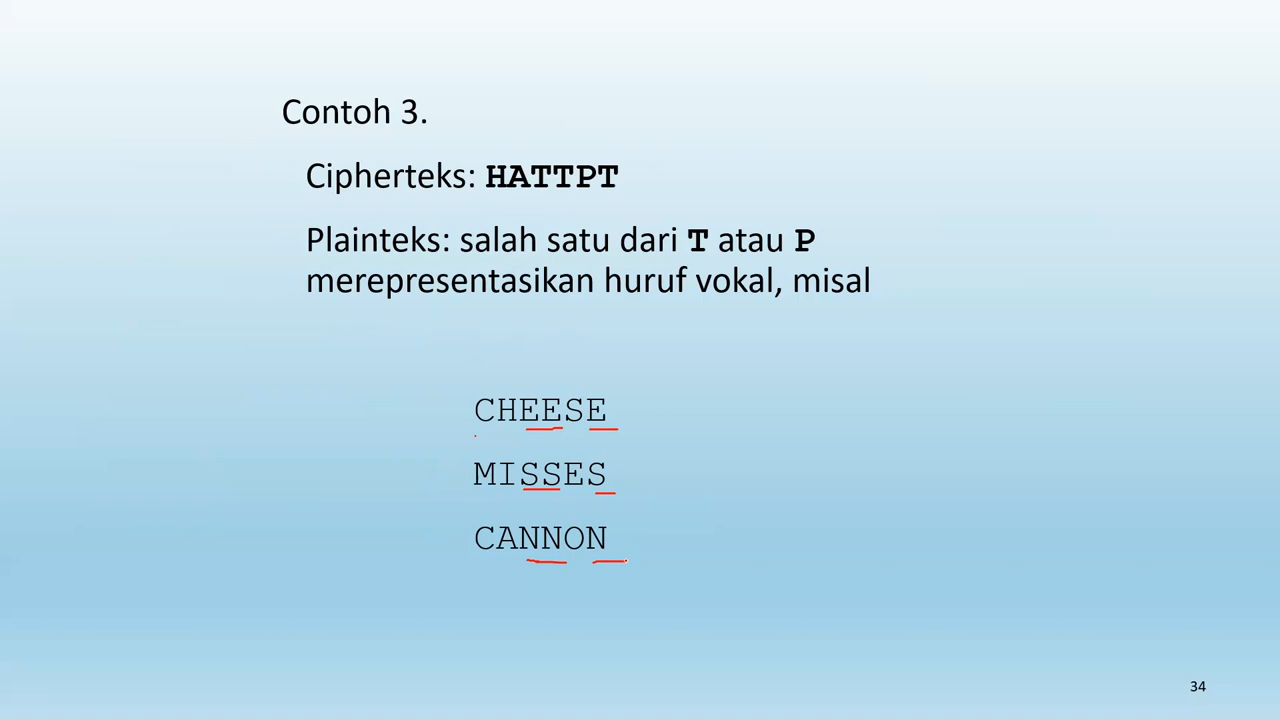 Contoh 3.
Cipherteks: HATTPT
Plainteks: salah satu dari T atau P
merepresentasikan huruf vokal, misal
CHEESE
MISSES
CANNON
34